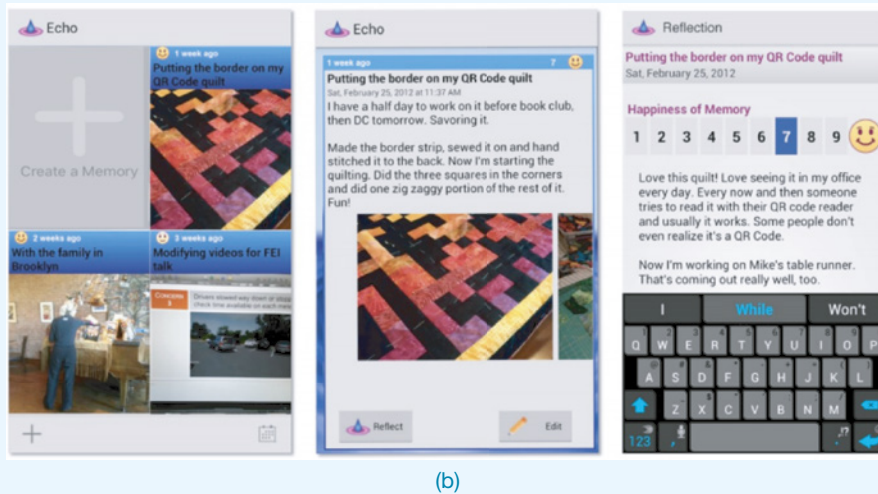 Echo
Create a Memory
1 week ago
Putting the border on my
QR Code quilt
2 weeks ago
With the family in
Brooklyn
3 weeks ago
Modifying videos for FEI
talk
Echo
1 week ago
?
Putting the border on my QR Code quilt
Sat, February 25, 2012 at 11:37 AM
I have a half day to work on it before book club,
then DC tomorrow. Savoring it.
Made the border strip, sewed it on and hand
stitched it to the back. Now I'm starting the
quilting. Did the three squares in the corners
and did one zig zaggy portion of the rest of it.
Fun!
Reflect
Edit
Reflection
Putting the border on my QR Code quilt
Sat, February 25, 2012
Happiness of Memory
1 2 3 4 5 6 7 8 9
Love this quilt! Love seeing it in my office
every day. Every now and then someone
tries to read it with their QR code reader
and usually it works. Some people don't
even realize it's a QR Code.
Now I'm working on Mike's table runner.
That's coming out really well, too.
I While Won't
Q W E R T Y U I O P
A S D F G H J K L
Z X C V B N M
123
(b)